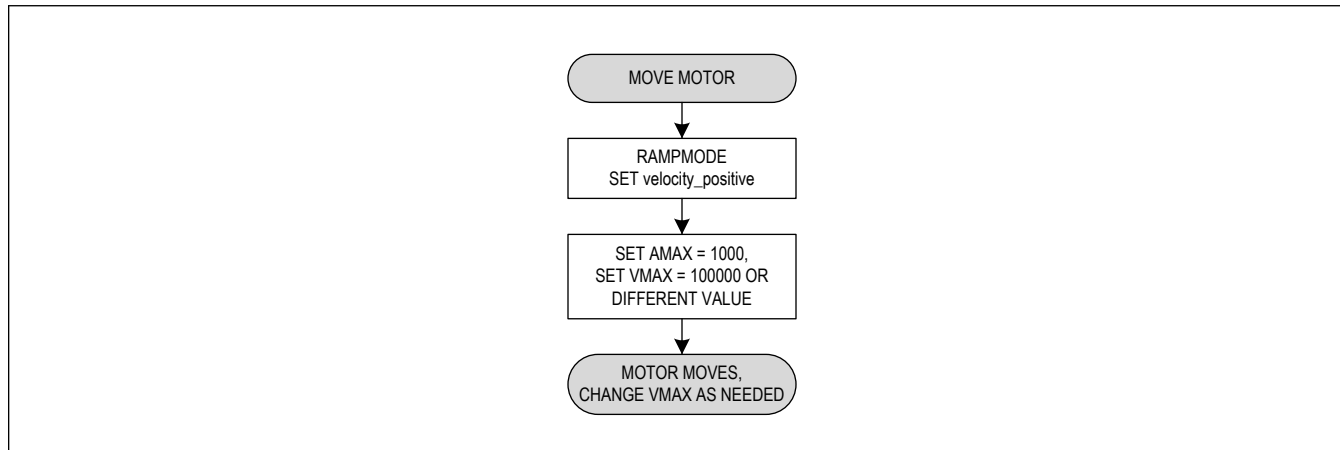 MOVE MOTOR
RAMPMODE
SET velocity_positive
SET AMAX = 1000,
SET VMAX = 100000 OR
DIFFERENT VALUE
MOTOR MOVES,
CHANGE VMAX AS NEEDED